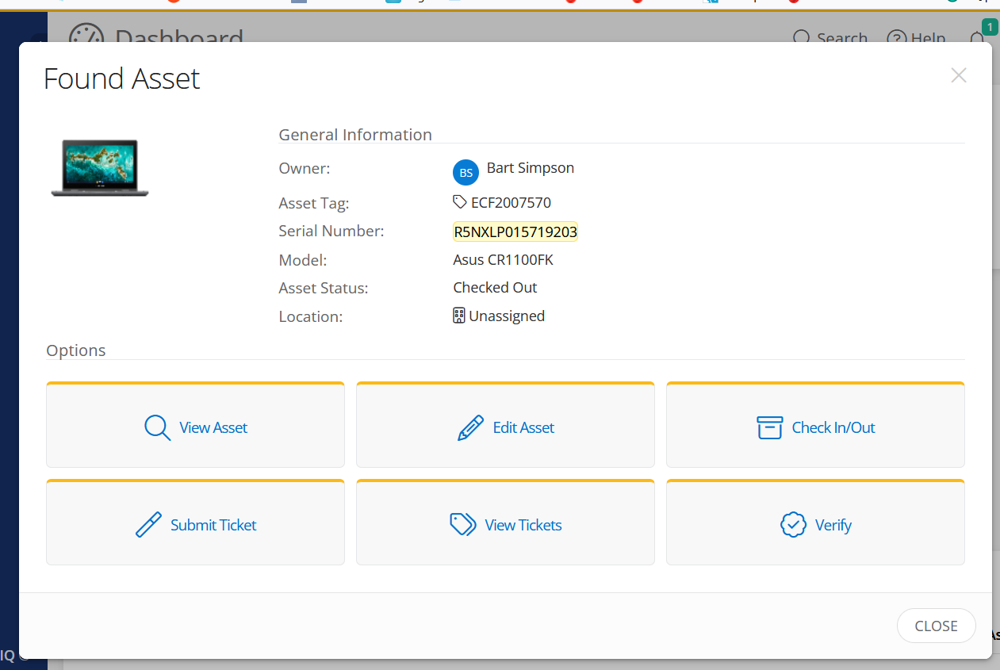 Dashboard
Search
Help
1
Found Asset
General Information
Owner:
BS
Bart Simpson
Asset Tag:
ECF2007570
Serial Number:
R5NXLP015719203
Model:
Asus CR1100FK
Asset Status:
Checked Out
Location:
Unassigned
Options
View Asset
Edit Asset
Check In/Out
Submit Ticket
View Tickets
Verify
CLOSE
IQ